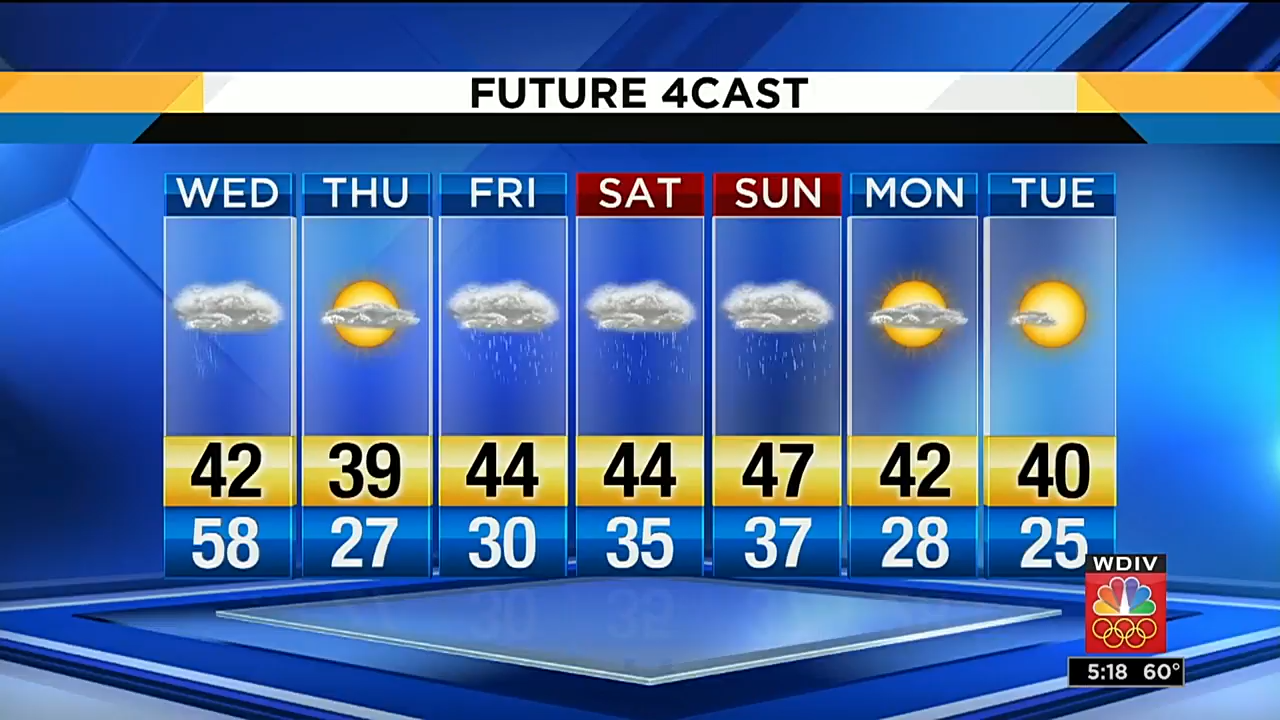 FUTURE 4CAST
WED THU FRI SAT SUN MON TUE
42 39 44 44 47 42 40
58 27 30 35 37 28 25
WDIV
5:18 60°